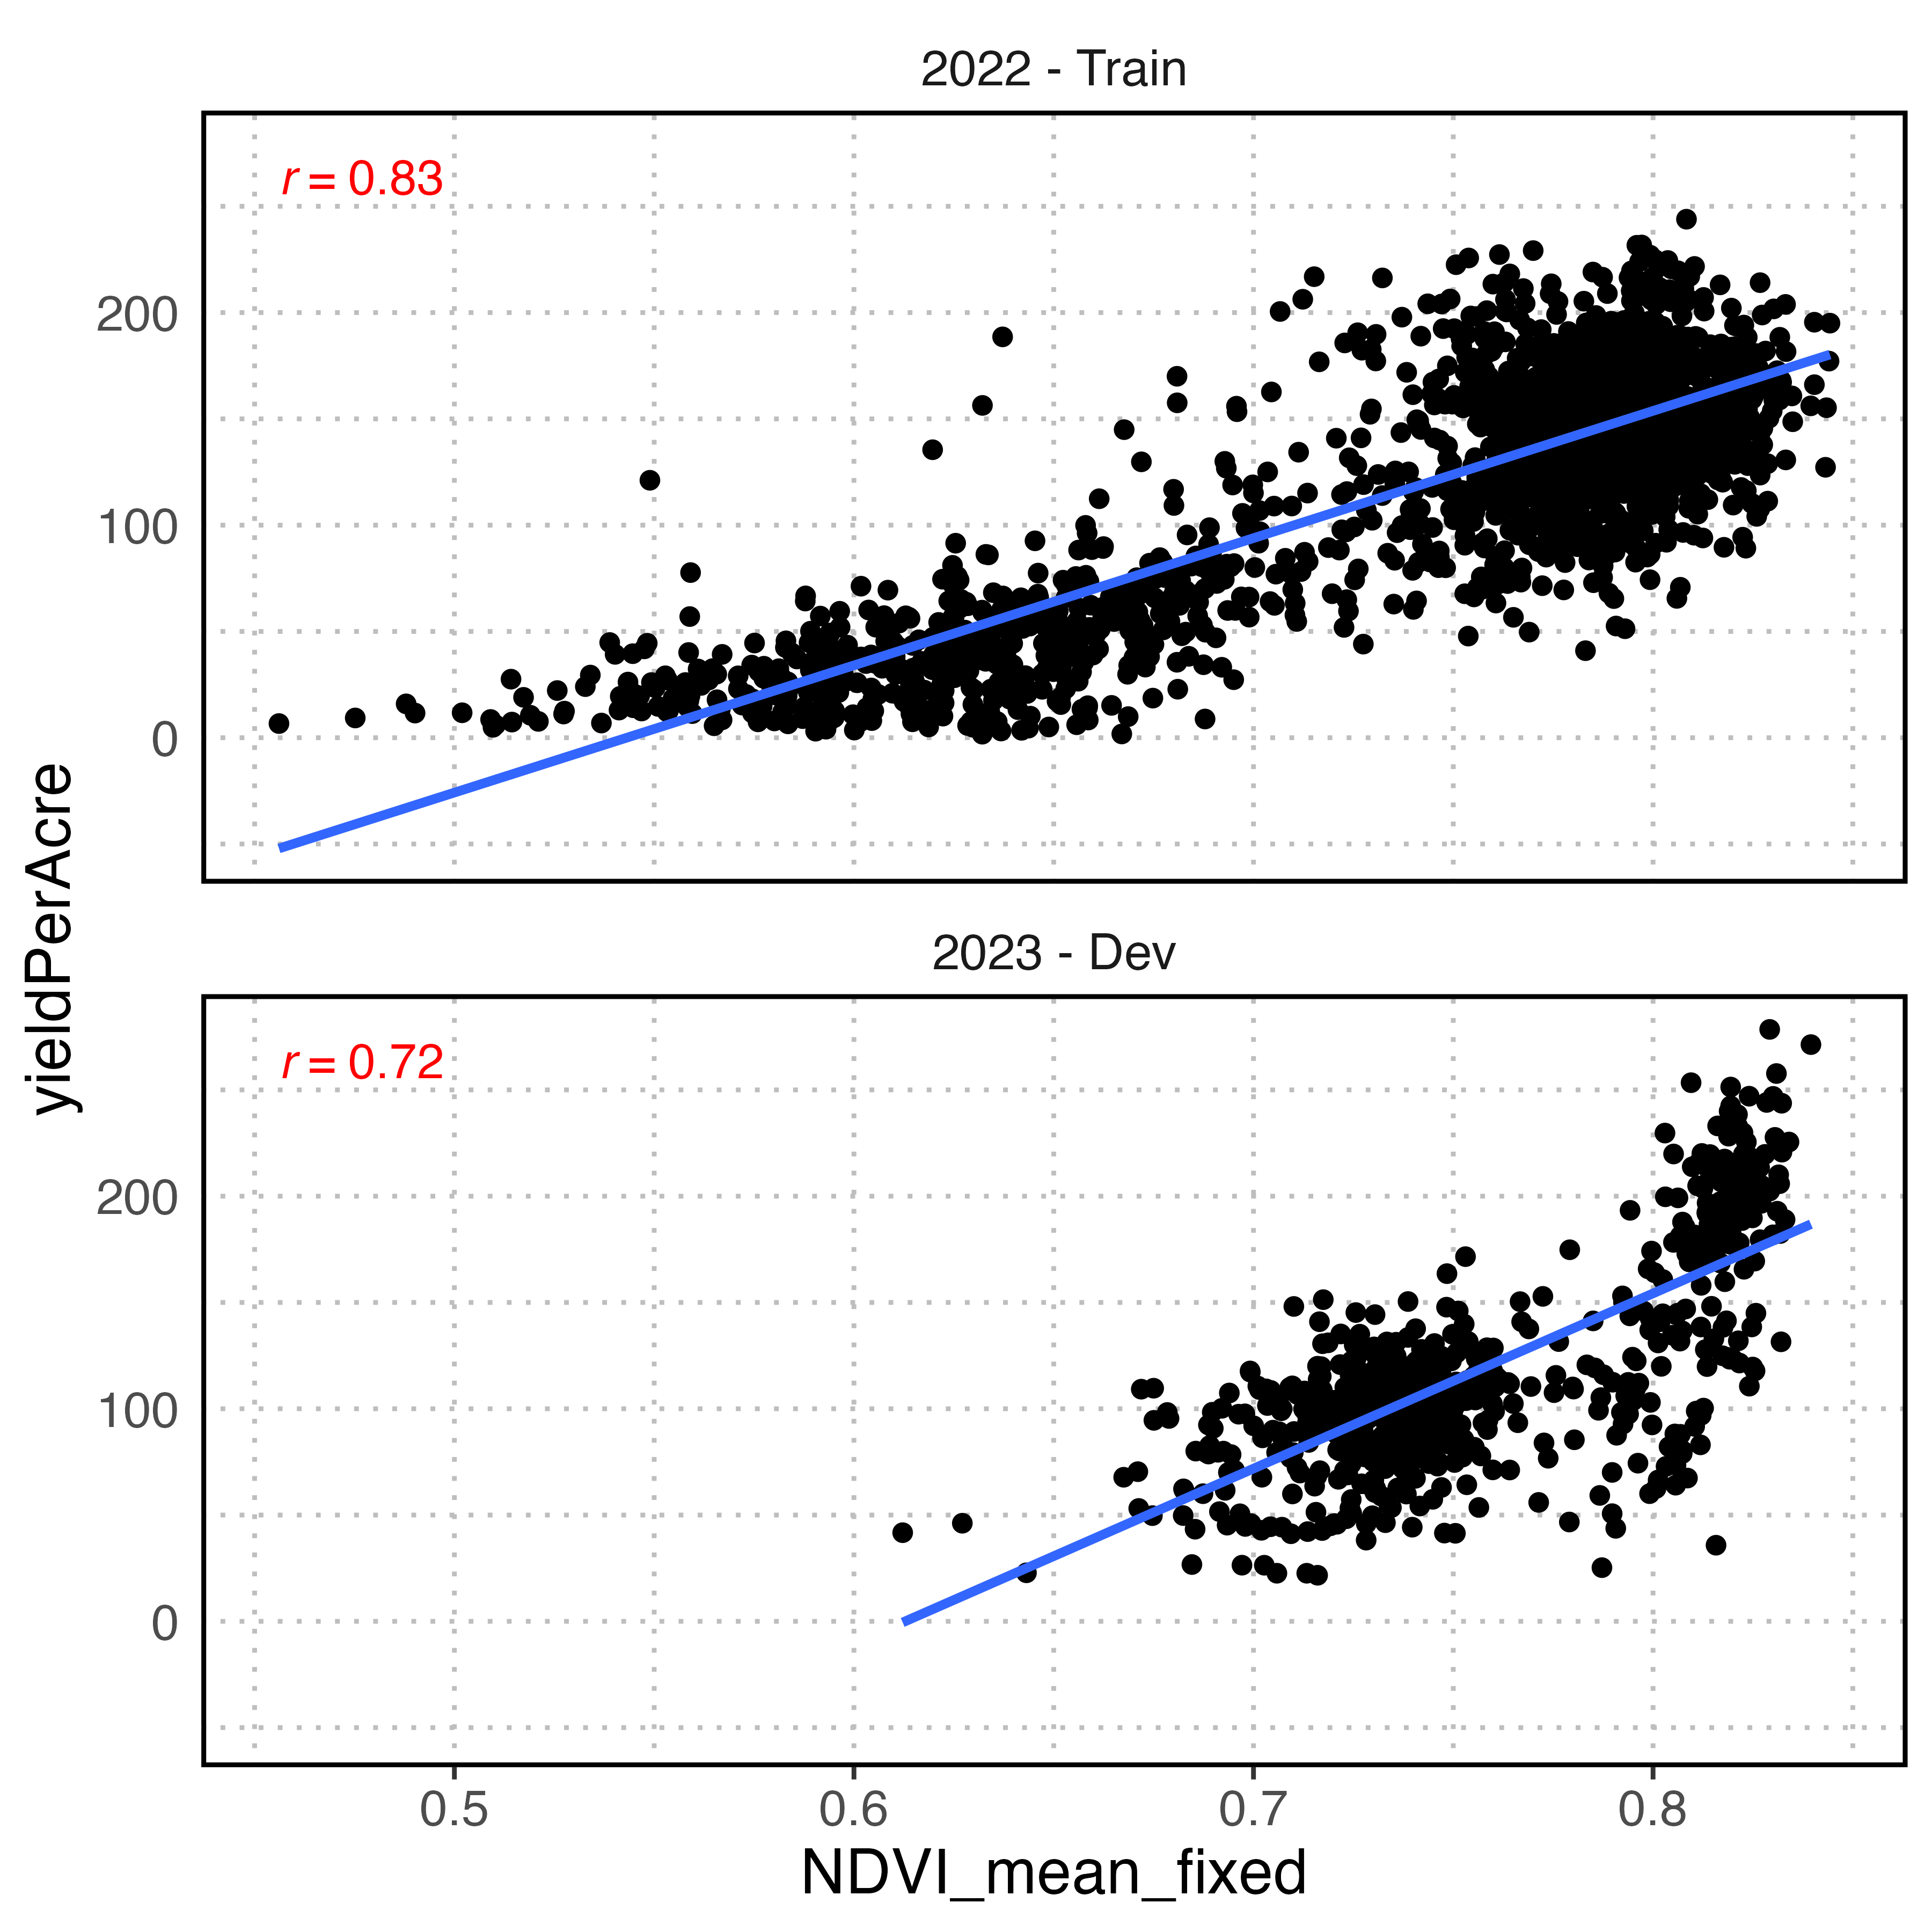 2022 - Train
r = 0.83
200
100
0
yieldPerAcre
2023 - Dev
r = 0.72
200
100
0
0.5 0.6 0.7 0.8
NDVI_mean_fixed